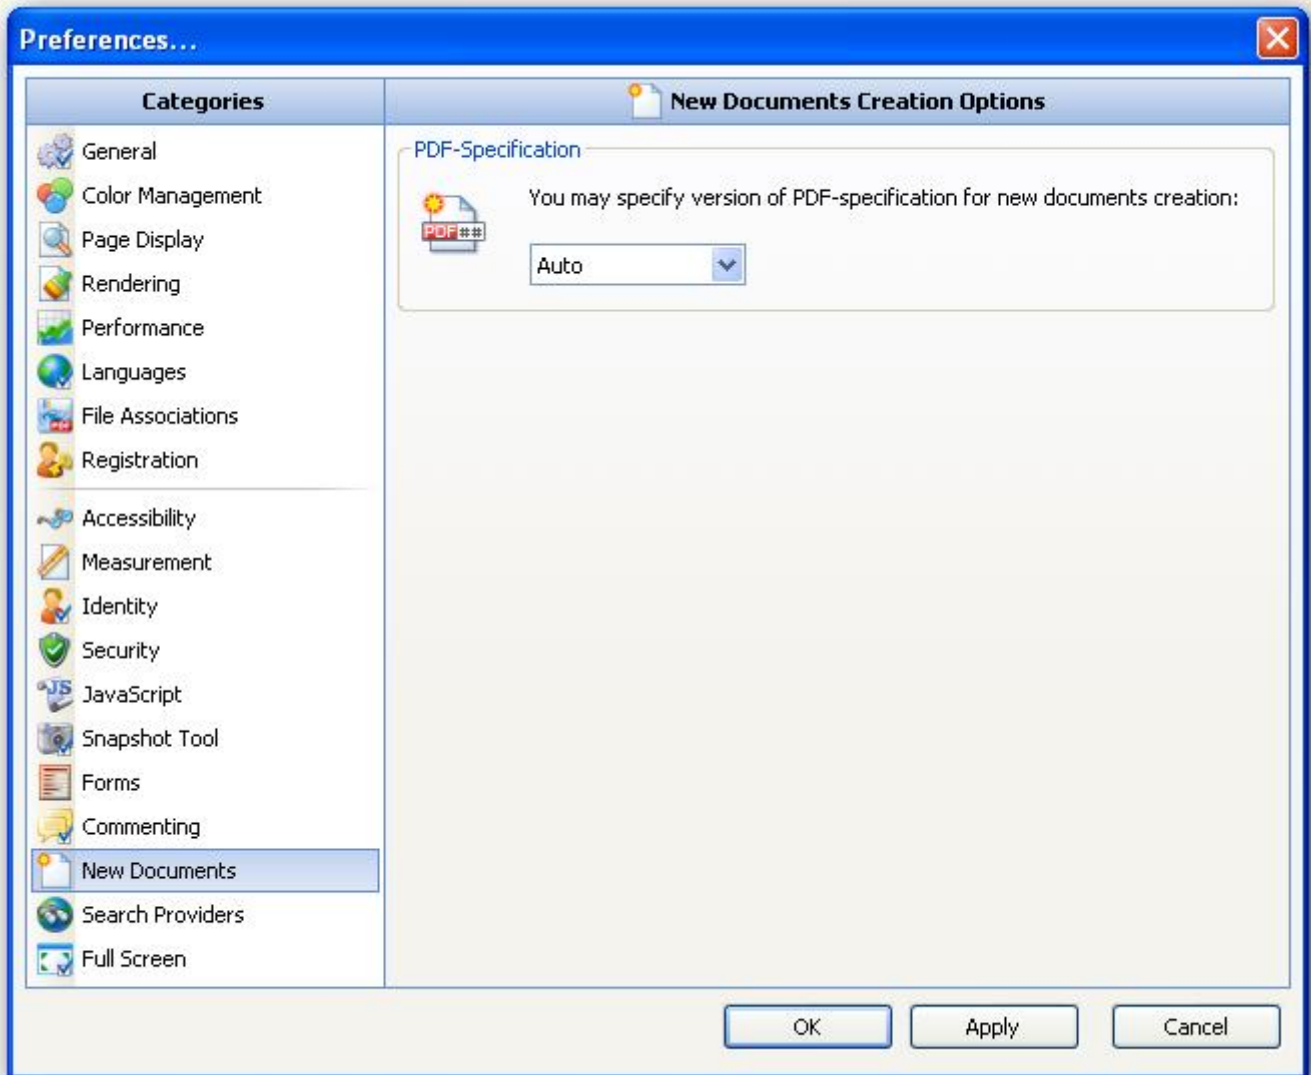 Preferences...
Categories
General
Color Management
Page Display
Rendering
Performance
Languages
File Associations
Registration
Accessibility
Measurement
Identity
Security
JS
JavaScript
Snapshot Tool
Forms
Commenting
New Documents
Search Providers
Full Screen
New Documents Creation Options
PDF-Specification
PDF##
You may specify version of PDF-specification for new documents creation:
Auto
OK
Apply
Cancel